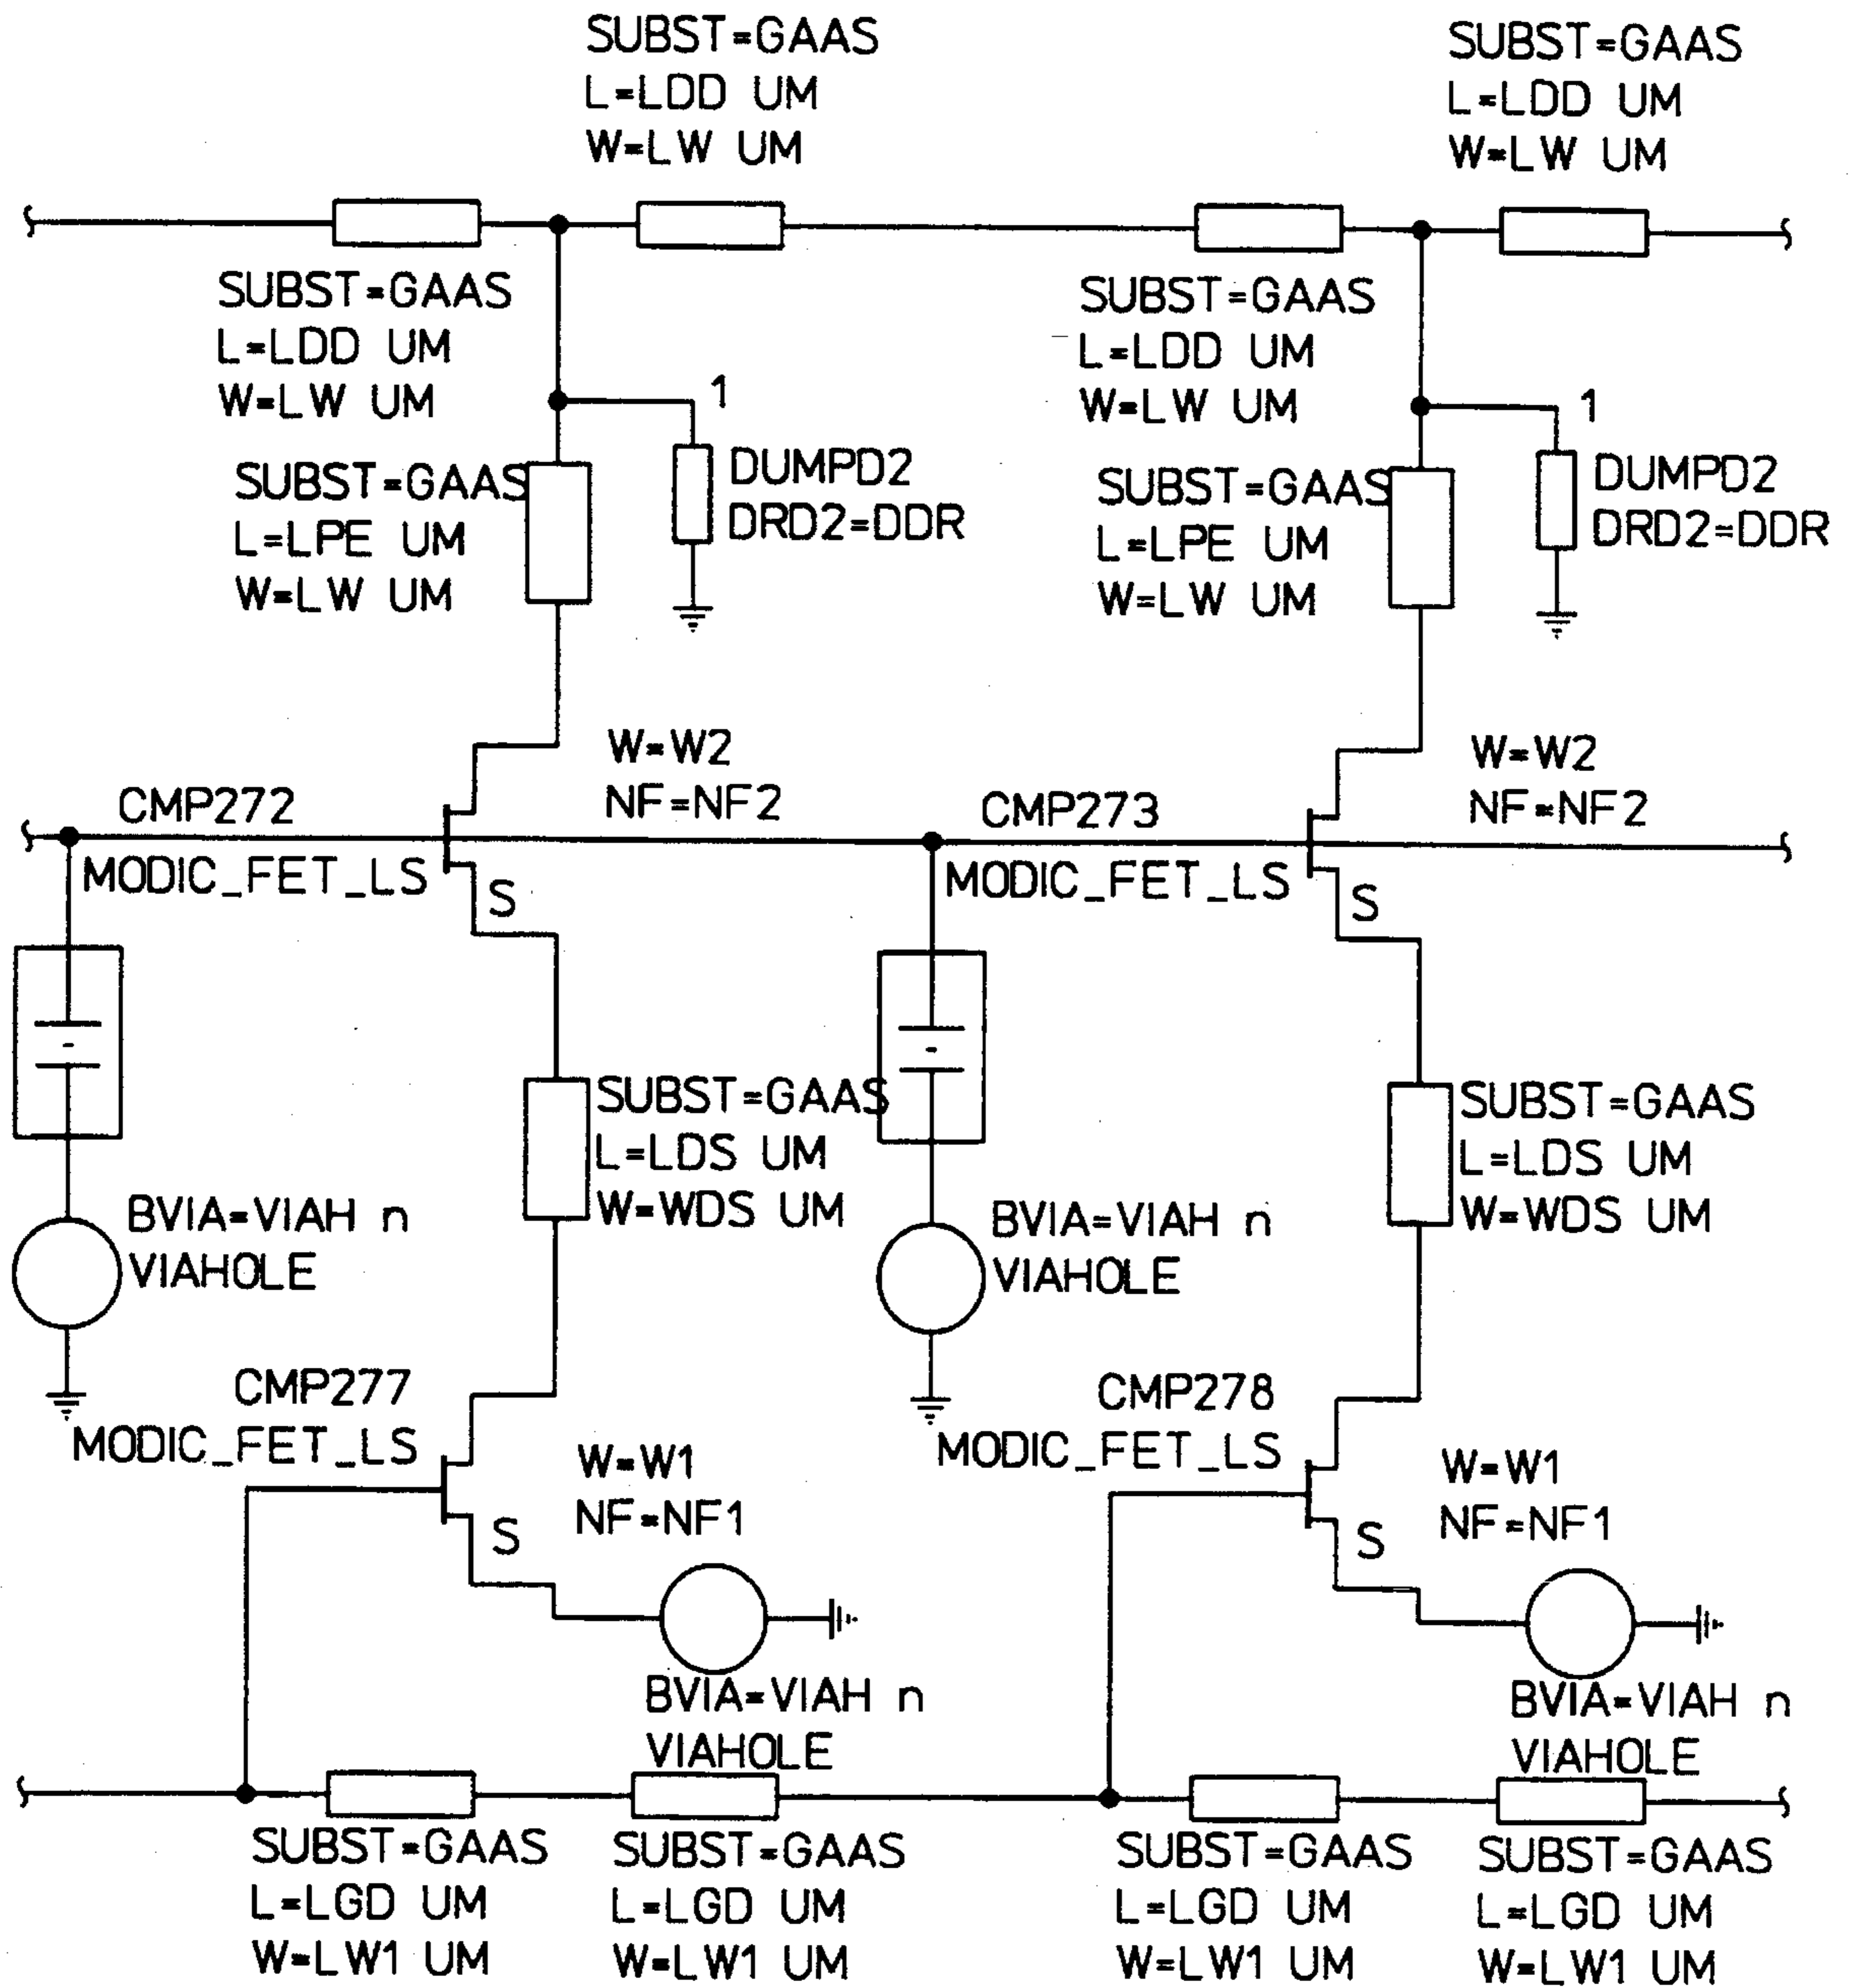 SUBST=GAAS
L=LDD UM
W=LW UM
SUBST=GAAS
L=LDD UM
W=LW UM
SUBST=GAAS
L=LDD UM
W=LW UM
SUBST=GAAS
L=LDD UM
W=LW UM
1
1
SUBST=GAAS
L=LPE UM
W=LW UM
DUMPD2
DRD2=DDR
SUBST=GAAS
L=LPE UM
W=LW UM
DUMPD2
DRD2=DDR
W=W2
NF=NF2
W=W2
NF=NF2
CMP272
MODIC_FET_LS
S
CMP273
MODIC_FET_LS
S
SUBST=GAAS
L=LDS UM
W=WDS UM
SUBST=GAAS
L=LDS UM
W=WDS UM
BVIA=VIAH n
VIAHOLE
BVIA=VIAH n
VIAHOLE
CMP277
MODIC_FET_LS
S
W=W1
NF=NF1
CMP278
MODIC_FET_LS
S
W=W1
NF=NF1
BVIA=VIAH n
VIAHOLE
BVIA=VIAH n
VIAHOLE
SUBST=GAAS
L=LGD UM
W=LW1 UM
SUBST=GAAS
L=LGD UM
W=LW1 UM
SUBST=GAAS
L=LGD UM
W=LW1 UM
SUBST=GAAS
L=LGD UM
W=LW1 UM